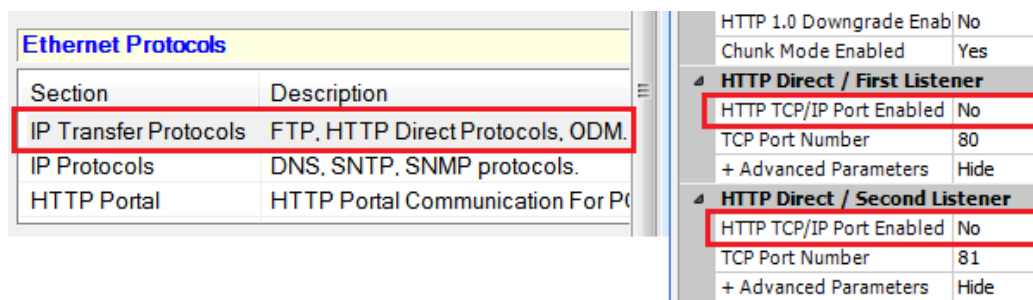 Ethernet Protocols
Section Description
IP Transfer Protocols FTP, HTTP Direct Protocols, ODM.
IP Protocols DNS, SNTP, SNMP protocols.
HTTP Portal HTTP Portal Communication For
HTTP 1.0 Downgrade Enab No
Chunk Mode Enabled Yes
HTTP Direct / First Listener
HTTP TCP/IP Port Enabled No
TCP Port Number 80
+ Advanced Parameters Hide
HTTP Direct / Second Listener
HTTP TCP/IP Port Enabled No
TCP Port Number 81
+ Advanced Parameters Hide